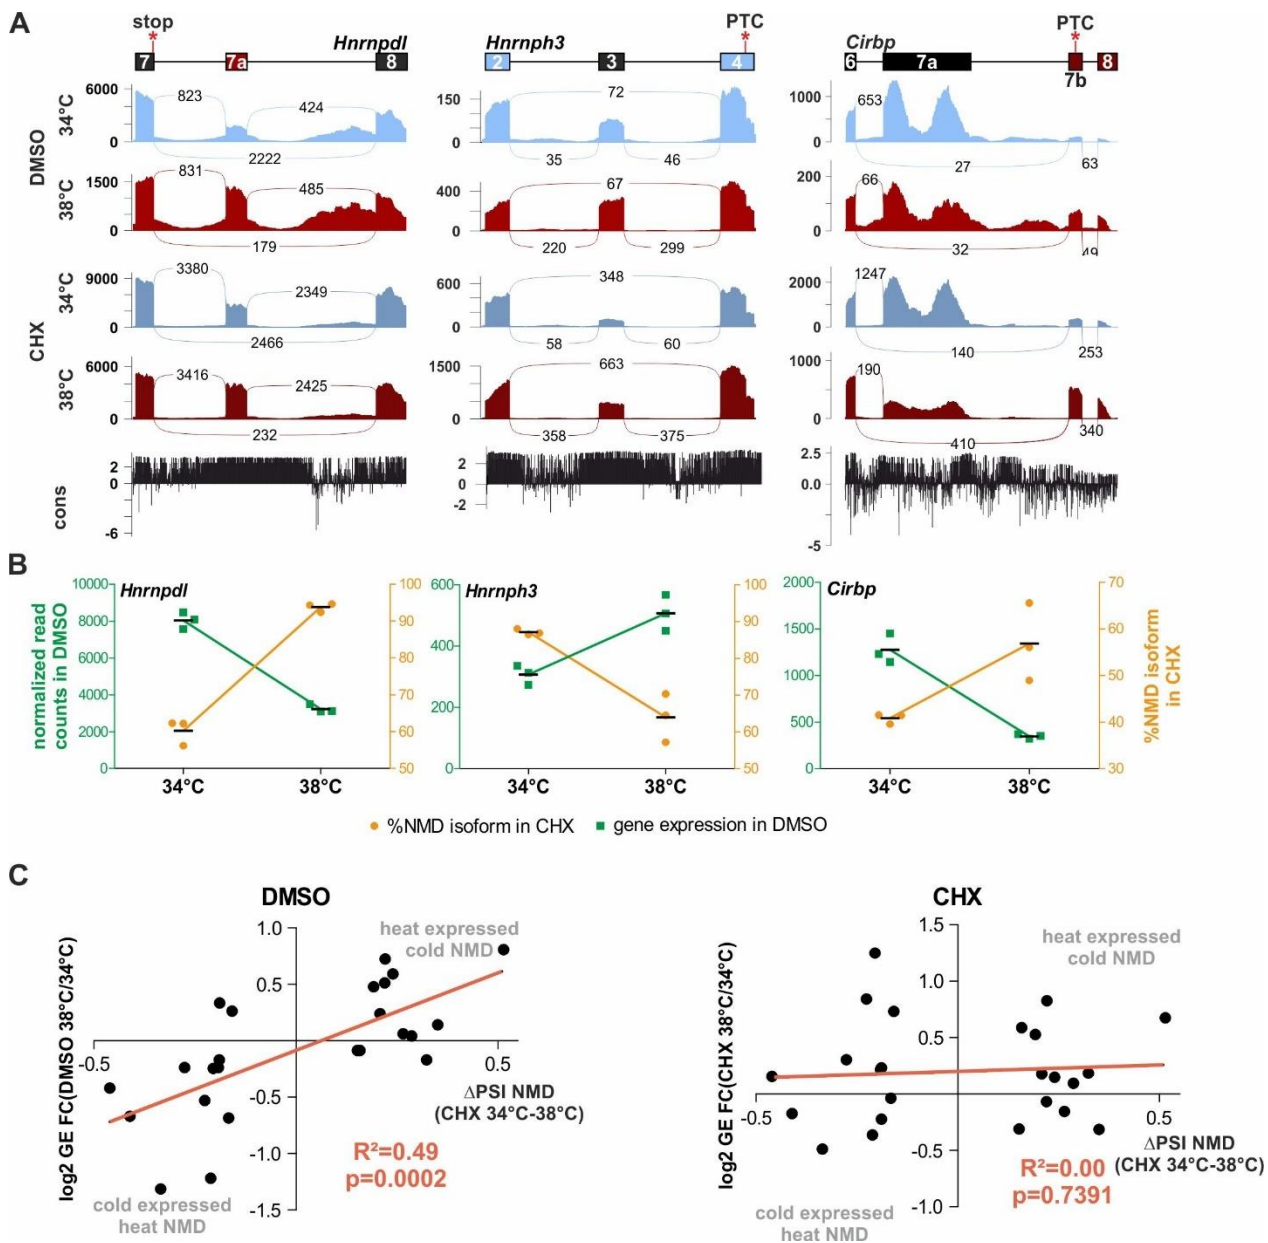 A
stop
*
Hnrnpdl
7 7a 8
Hnrnph3
PTC
*
2 3 4
Cirbp
PTC
*
6 7a 7b 8
DMSO
34°C
6000
0
823
424
2222
150
0
72
35
46
1000
0
653
27
63
38°C
1500
0
831
485
179
400
0
67
220
299
200
0
66
32
49
CHX
34°C
9000
0
3380
2349
2466
600
0
348
58
60
2000
0
1247
140
253
38°C
6000
0
3416
2425
232
1500
0
663
358
375
1000
0
190
410
340
cons
2
0
-6
2
0
-2
2.5
0.0
-5
B
normalized read
counts in DMSO
Hnrnpdl
10000
8000
6000
4000
2000
0
100
90
80
70
60
50
34°C 38°C
Hnrnph3
600
400
200
0
100
90
80
70
60
50
34°C 38°C
Cirbp
2000
1500
1000
500
0
70
60
50
40
30
34°C 38°C
%NMD isoform
in CHX
%NMD isoform in CHX
gene expression in DMSO
C
DMSO
log2 GE FC(DMSO 38°C/34°C)
1.0
0.5
-0.5
-1.0
-1.5
-0.5
0.5
heat expressed
cold NMD
ΔPSI NMD
(CHX 34°C-38°C)
R²=0.49
p=0.0002
cold expressed
heat NMD
CHX
log2 GE FC(CHX 38°C/34°C)
1.5
1.0
0.5
-0.5
-1.0
-0.5
0.5
heat expressed
cold NMD
ΔPSI NMD
(CHX 34°C-38°C)
R²=0.00
p=0.7391
cold expressed
heat NMD